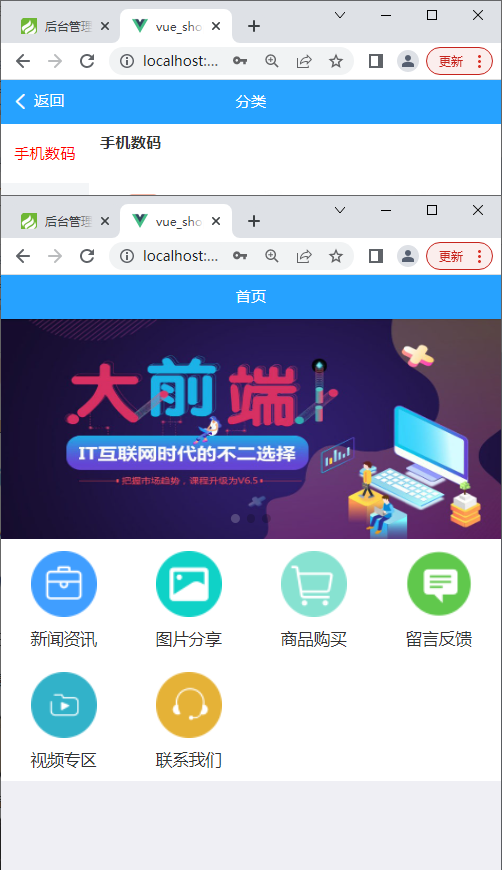 后台管理
vue_sho
localhost:...
更新
返回
分类
手机数码
手机数码
后台管理
vue_sho
localhost:...
更新
首页
大前端
IT互联网时代的不二选择
把握市场趋势，课程升级为V6.5
新闻资讯
图片分享
商品购买
留言反馈
视频专区
联系我们